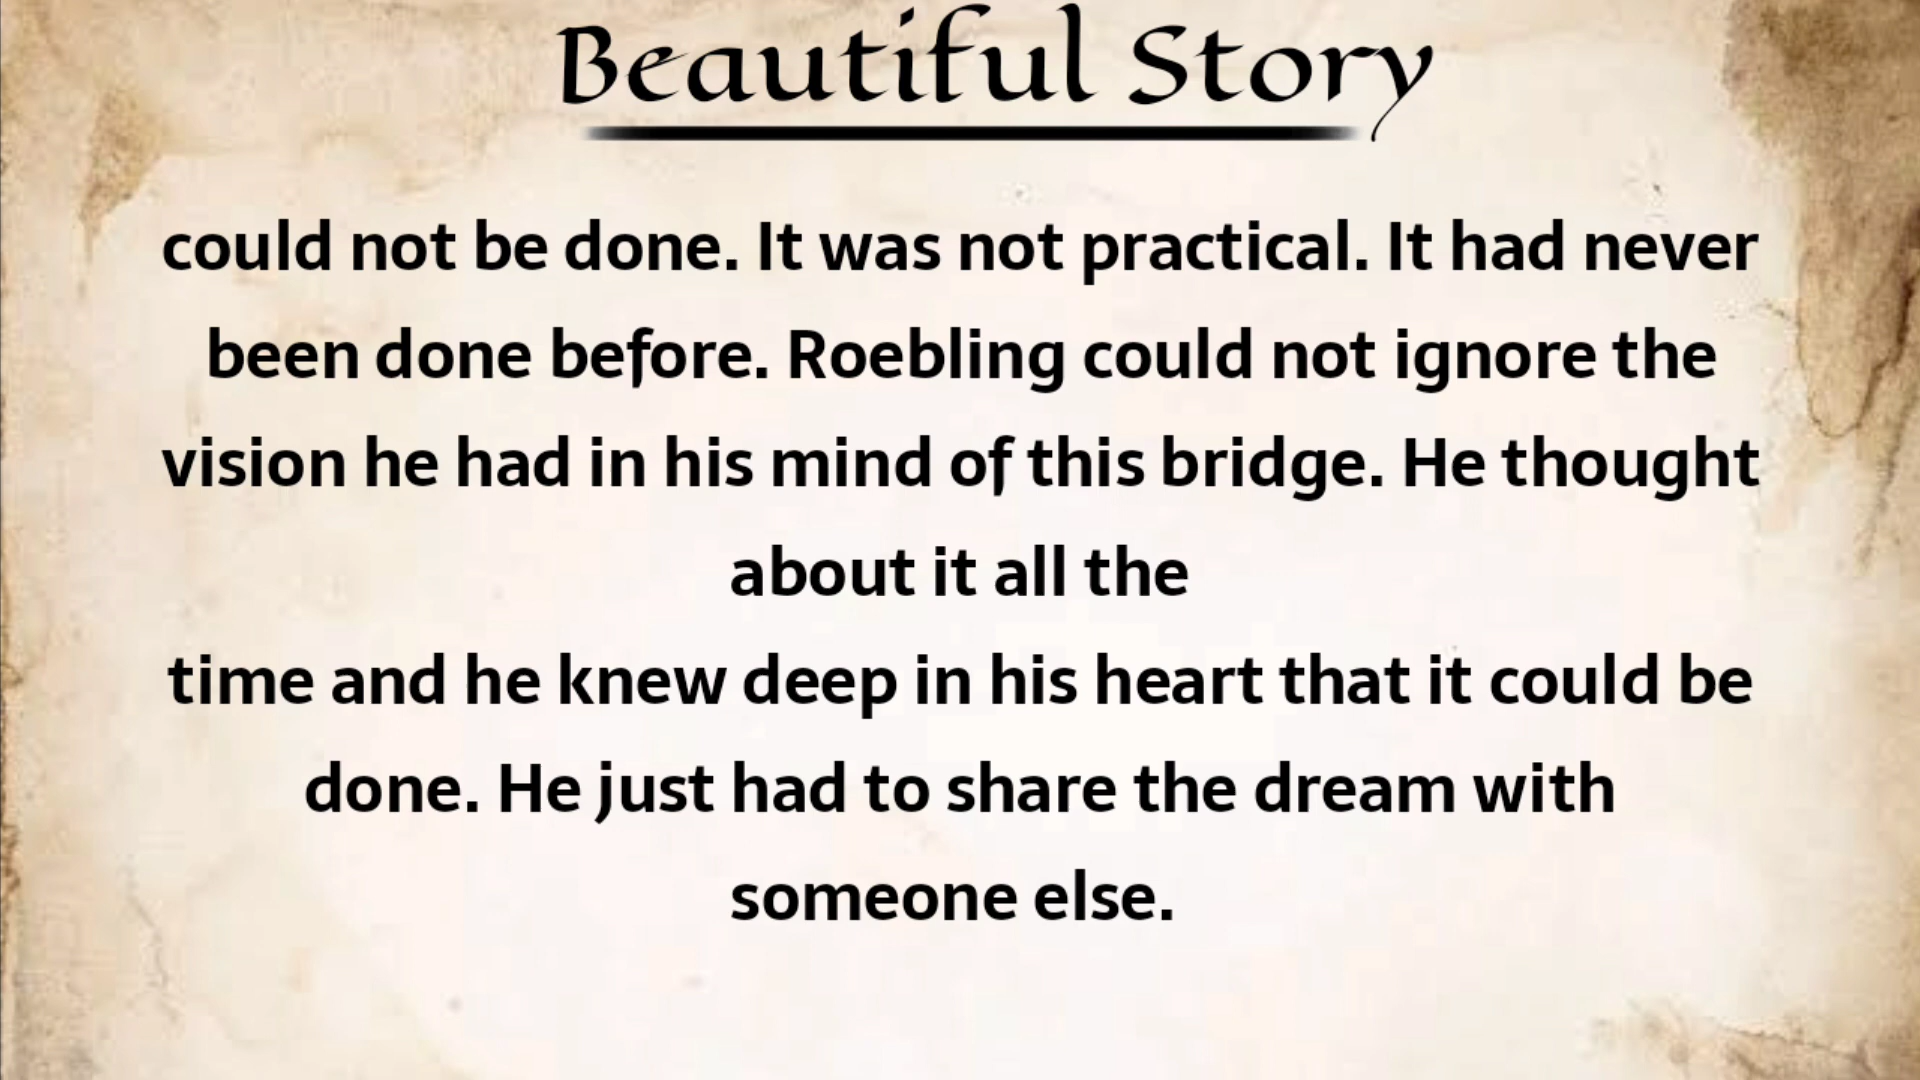 Beautiful Story
could not be done. It was not practical. It had never
been done before. Roebling could not ignore the
vision he had in his mind of this bridge. He thought
about it all the
time and he knew deep in his heart that it could be
done. He just had to share the dream with
someone else.